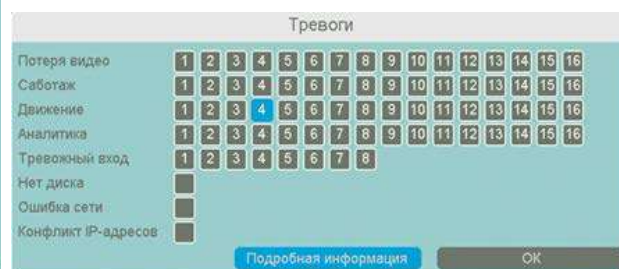 Тревоги
Потеря видео 1 2 3 4 5 6 7 8 9 10 11 12 13 14 15 16
Саботаж 1 2 3 4 5 6 7 8 9 10 11 12 13 14 15 16
Движение 1 2 3 4 5 6 7 8 9 10 11 12 13 14 15 16
Аналитика 1 2 3 4 5 6 7 8 9 10 11 12 13 14 15 16
Тревожный вход 1 2 3 4 5 6 7 8
Нет диска
Ошибка сети
Конфликт IP-адресов
Подробная информация OK